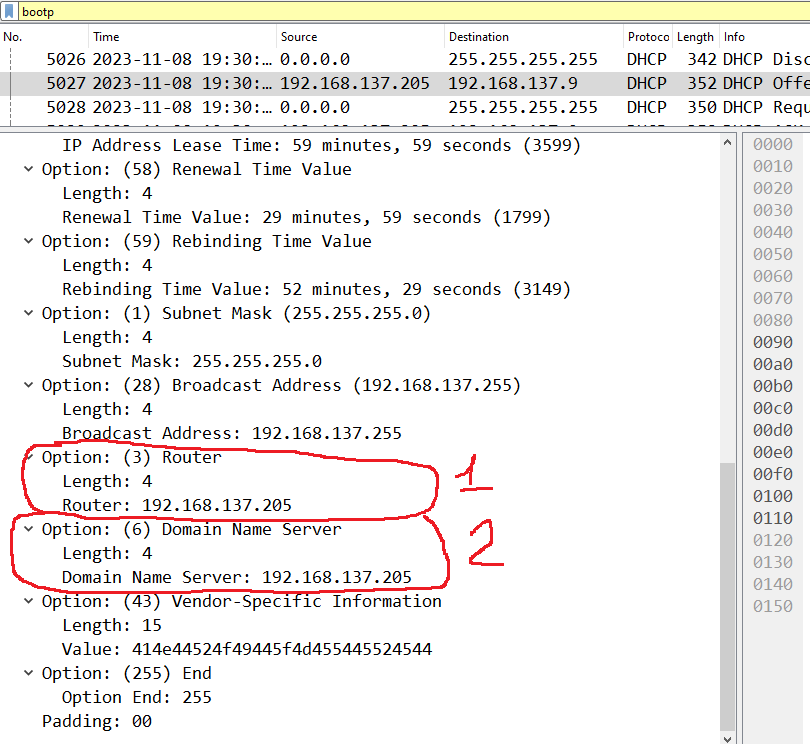 bootp
No. Time Source Destination Protoco Length Info
5026 2023-11-08 19:30:… 0.0.0.0 255.255.255.255 DHCP 342 DHCP Disc
5027 2023-11-08 19:30:… 192.168.137.205 192.168.137.9 DHCP 352 DHCP Offe
5028 2023-11-08 19:30:… 0.0.0.0 255.255.255.255 DHCP 350 DHCP Requ
IP Address Lease Time: 59 minutes, 59 seconds (3599)
Option: (58) Renewal Time Value
Length: 4
Renewal Time Value: 29 minutes, 59 seconds (1799)
Option: (59) Rebinding Time Value
Length: 4
Rebinding Time Value: 52 minutes, 29 seconds (3149)
Option: (1) Subnet Mask (255.255.255.0)
Length: 4
Subnet Mask: 255.255.255.0
Option: (28) Broadcast Address (192.168.137.255)
Length: 4
Broadcast Address: 192.168.137.255
Option: (3) Router
Length: 4
Router: 192.168.137.205
1
Option: (6) Domain Name Server
Length: 4
Domain Name Server: 192.168.137.205
2
Option: (43) Vendor-Specific Information
Length: 15
Value: 414e44524f49445f4d455445524544
Option: (255) End
Option End: 255
Padding: 00
0000
0010
0020
0030
0040
0050
0060
0070
0080
0090
00a0
00b0
00c0
00d0
00e0
00f0
0100
0110
0120
0130
0140
0150